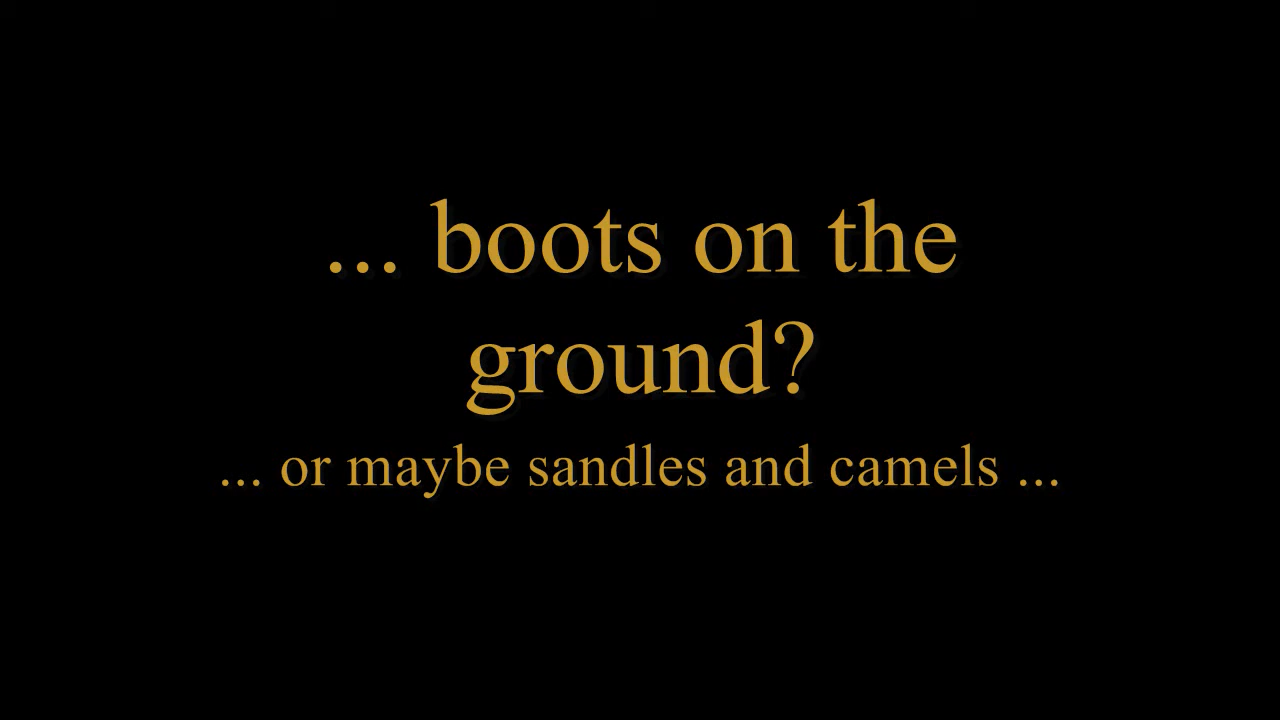 ... boots on the
ground?
... or maybe sandles and camels ...